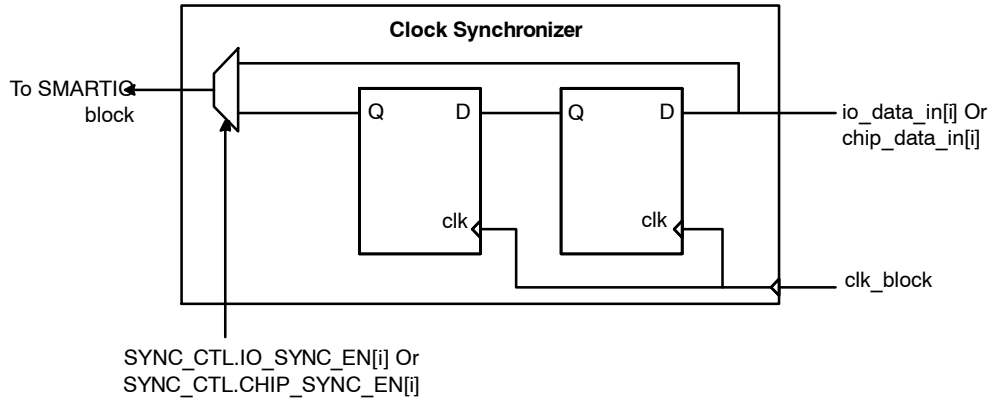 Clock Synchronizer
To SMARTIO
block
Q
D
Q
D
io_data_in[i] Or
chip_data_in[i]
clk
clk
clk_block
SYNC_CTL.IO_SYNC_EN[i] Or
SYNC_CTL.CHIP_SYNC_EN[i]